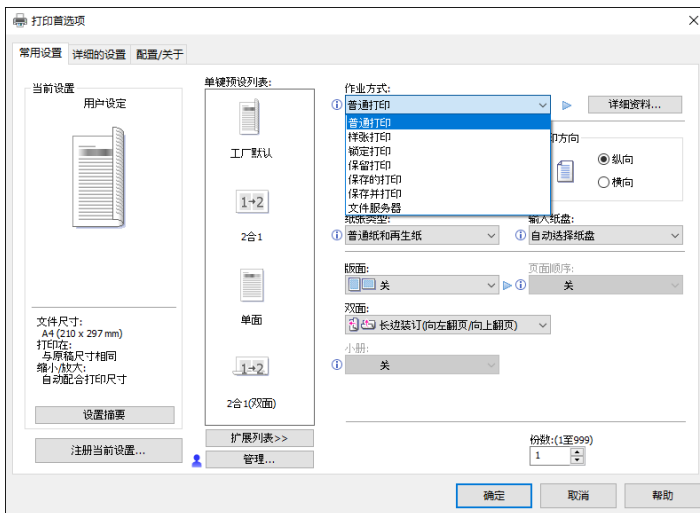 打印首选项
常用设置 详细的设置 配置/关于
当前设置
用户设定
文件尺寸:
A4 (210 x 297 mm)
打印在:
与原稿尺寸相同
缩小/放大:
自动配合打印尺寸
设置摘要
注册当前设置...
单键预设列表:
工厂默认
1→2
2合1
单面
1→2
2合1(双面)
扩展列表>>
管理...
作业方式:
普通打印
详细资料...
普通打印
样张打印
锁定打印
保留打印
保存的打印
保存并打印
文件服务器
印方向
纵向
横向
纸张类型:
输入纸盘:
普通纸和再生纸
自动选择纸盘
版面:
页面顺序:
关
关
双面:
长边装订(向左翻页/向上翻页)
小册:
关
份数:(1至999)
1
确定 取消 帮助